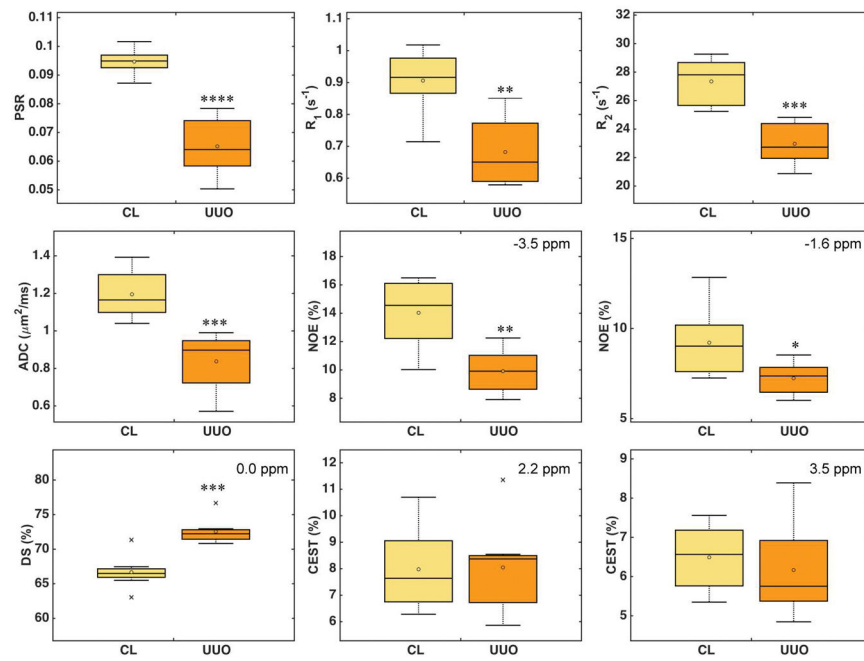 0.11
0.1
0.09
0.08
0.07
0.06
0.05
PSR
****
CL UUO
1.1
1
0.9
0.8
0.7
0.6
R1 (s-1)
**
CL UUO
32
30
28
26
24
22
20
R2 (s-1)
***
CL UUO
1.4
1.2
1
0.8
0.6
ADC (μm2/ms)
***
CL UUO
18
16
14
12
10
8
NOE (%)
-3.5 ppm
**
CL UUO
15
10
5
NOE (%)
-1.6 ppm
*
CL UUO
80
75
70
65
60
DS (%)
0.0 ppm
***
CL UUO
12
11
10
9
8
7
6
CEST (%)
2.2 ppm
CL UUO
9
8
7
6
5
CEST (%)
3.5 ppm
CL UUO